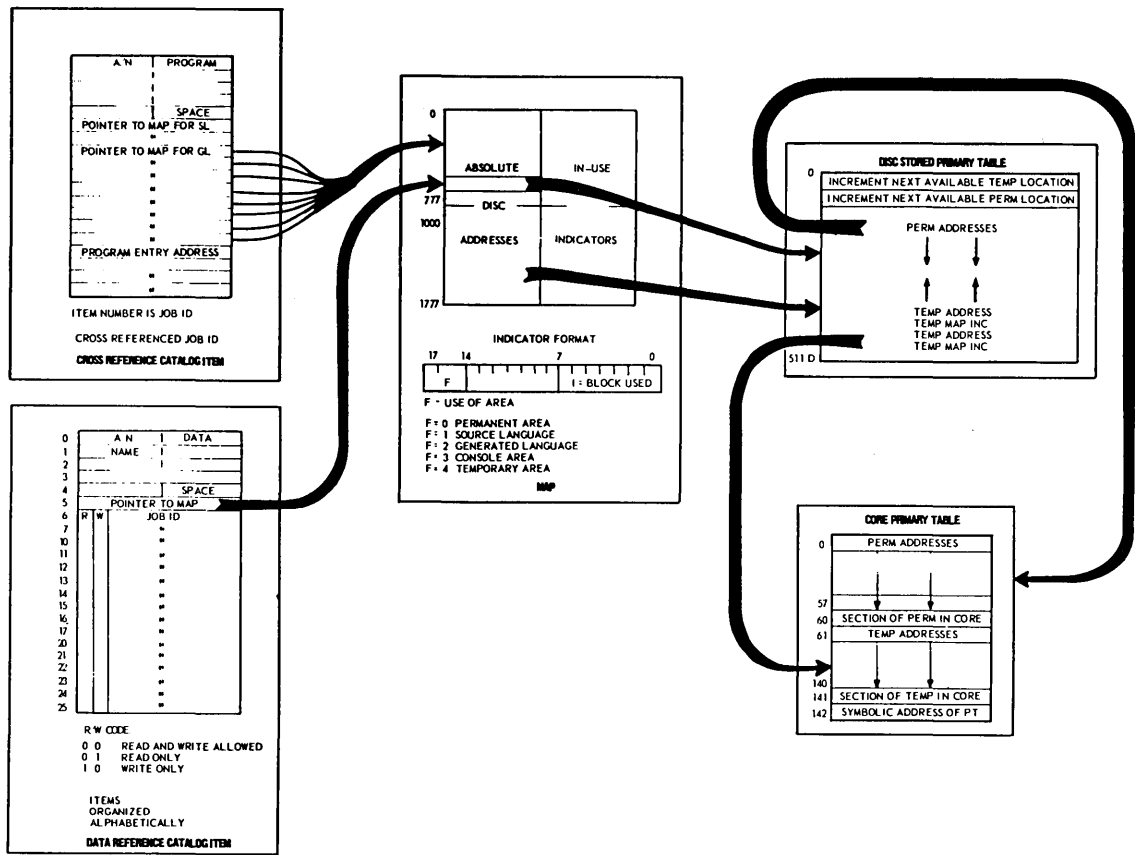 A/N PROGRAM
SPACE
POINTER TO MAP FOR SL
"
POINTER TO MAP FOR GL
"
"
"
"
"
"
"
PROGRAM ENTRY ADDRESS
"
"
ITEM NUMBER IS JOB ID
CROSS REFERENCED JOB ID
CROSS REFERENCE CATALOG ITEM
0 A N DATA
1 NAME
2
3
4 SPACE
5 POINTER TO MAP
6 R W JOB ID
7 "
10 "
11 "
12 "
13 "
14 "
15 "
16 "
17 "
20 "
21 "
22 "
23 "
24 "
25 "
R W CODE
0 0 READ AND WRITE ALLOWED
0 1 READ ONLY
1 0 WRITE ONLY
ITEMS
ORGANIZED
ALPHABETICALLY
DATA REFERENCE CATALOG ITEM
0
ABSOLUTE IN-USE
777
DISC
1000
ADDRESSES INDICATORS
1777
INDICATOR FORMAT
17 14 7 0
F 1 = BLOCK USED
F - USE OF AREA
F = 0 PERMANENT AREA
F = 1 SOURCE LANGUAGE
F = 2 GENERATED LANGUAGE
F = 3 CONSOLE AREA
F = 4 TEMPORARY AREA
MAP
DISC STORED PRIMARY TABLE
0
INCREMENT NEXT AVAILABLE TEMP LOCATION
INCREMENT NEXT AVAILABLE PERM LOCATION
PERM ADDRESSES
TEMP ADDRESS
TEMP MAP INC
TEMP ADDRESS
TEMP MAP INC
511 D
CORE PRIMARY TABLE
0 PERM ADDRESSES
57
60 SECTION OF PERM IN CORE
61 TEMP ADDRESSES
140
141 SECTION OF TEMP IN CORE
142 SYMBOLIC ADDRESS OF PT